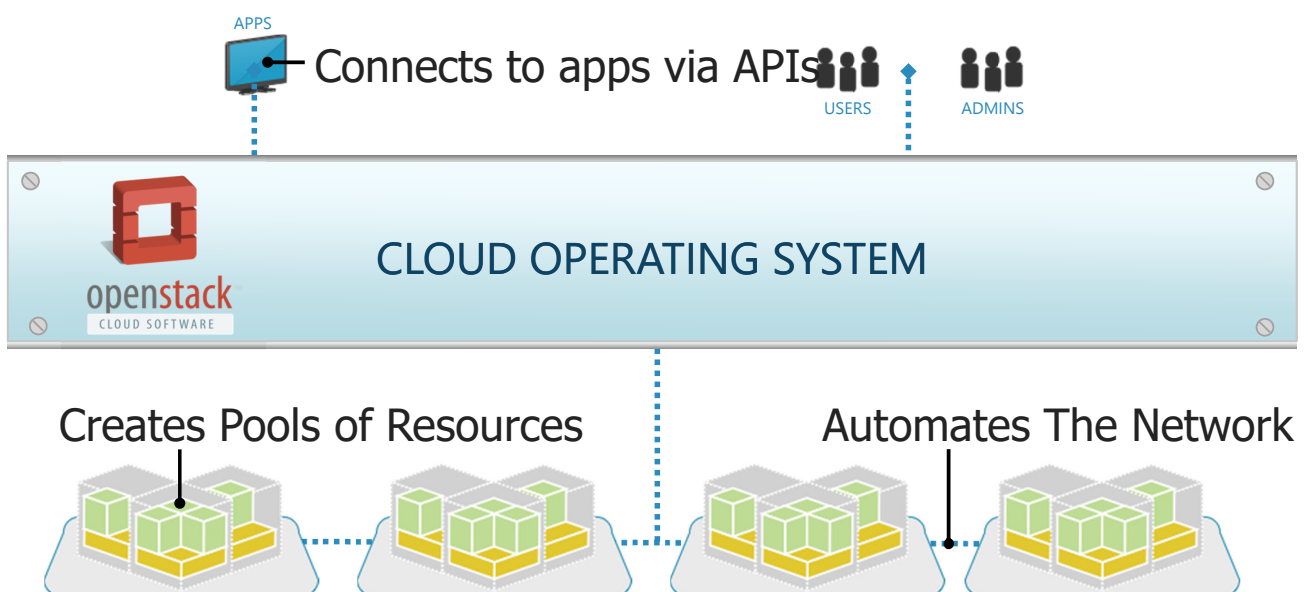 APPS
Connects to apps via APIs
USERS
ADMINS
CLOUD OPERATING SYSTEM
openstack
CLOUD SOFTWARE
Creates Pools of Resources
Automates The Network